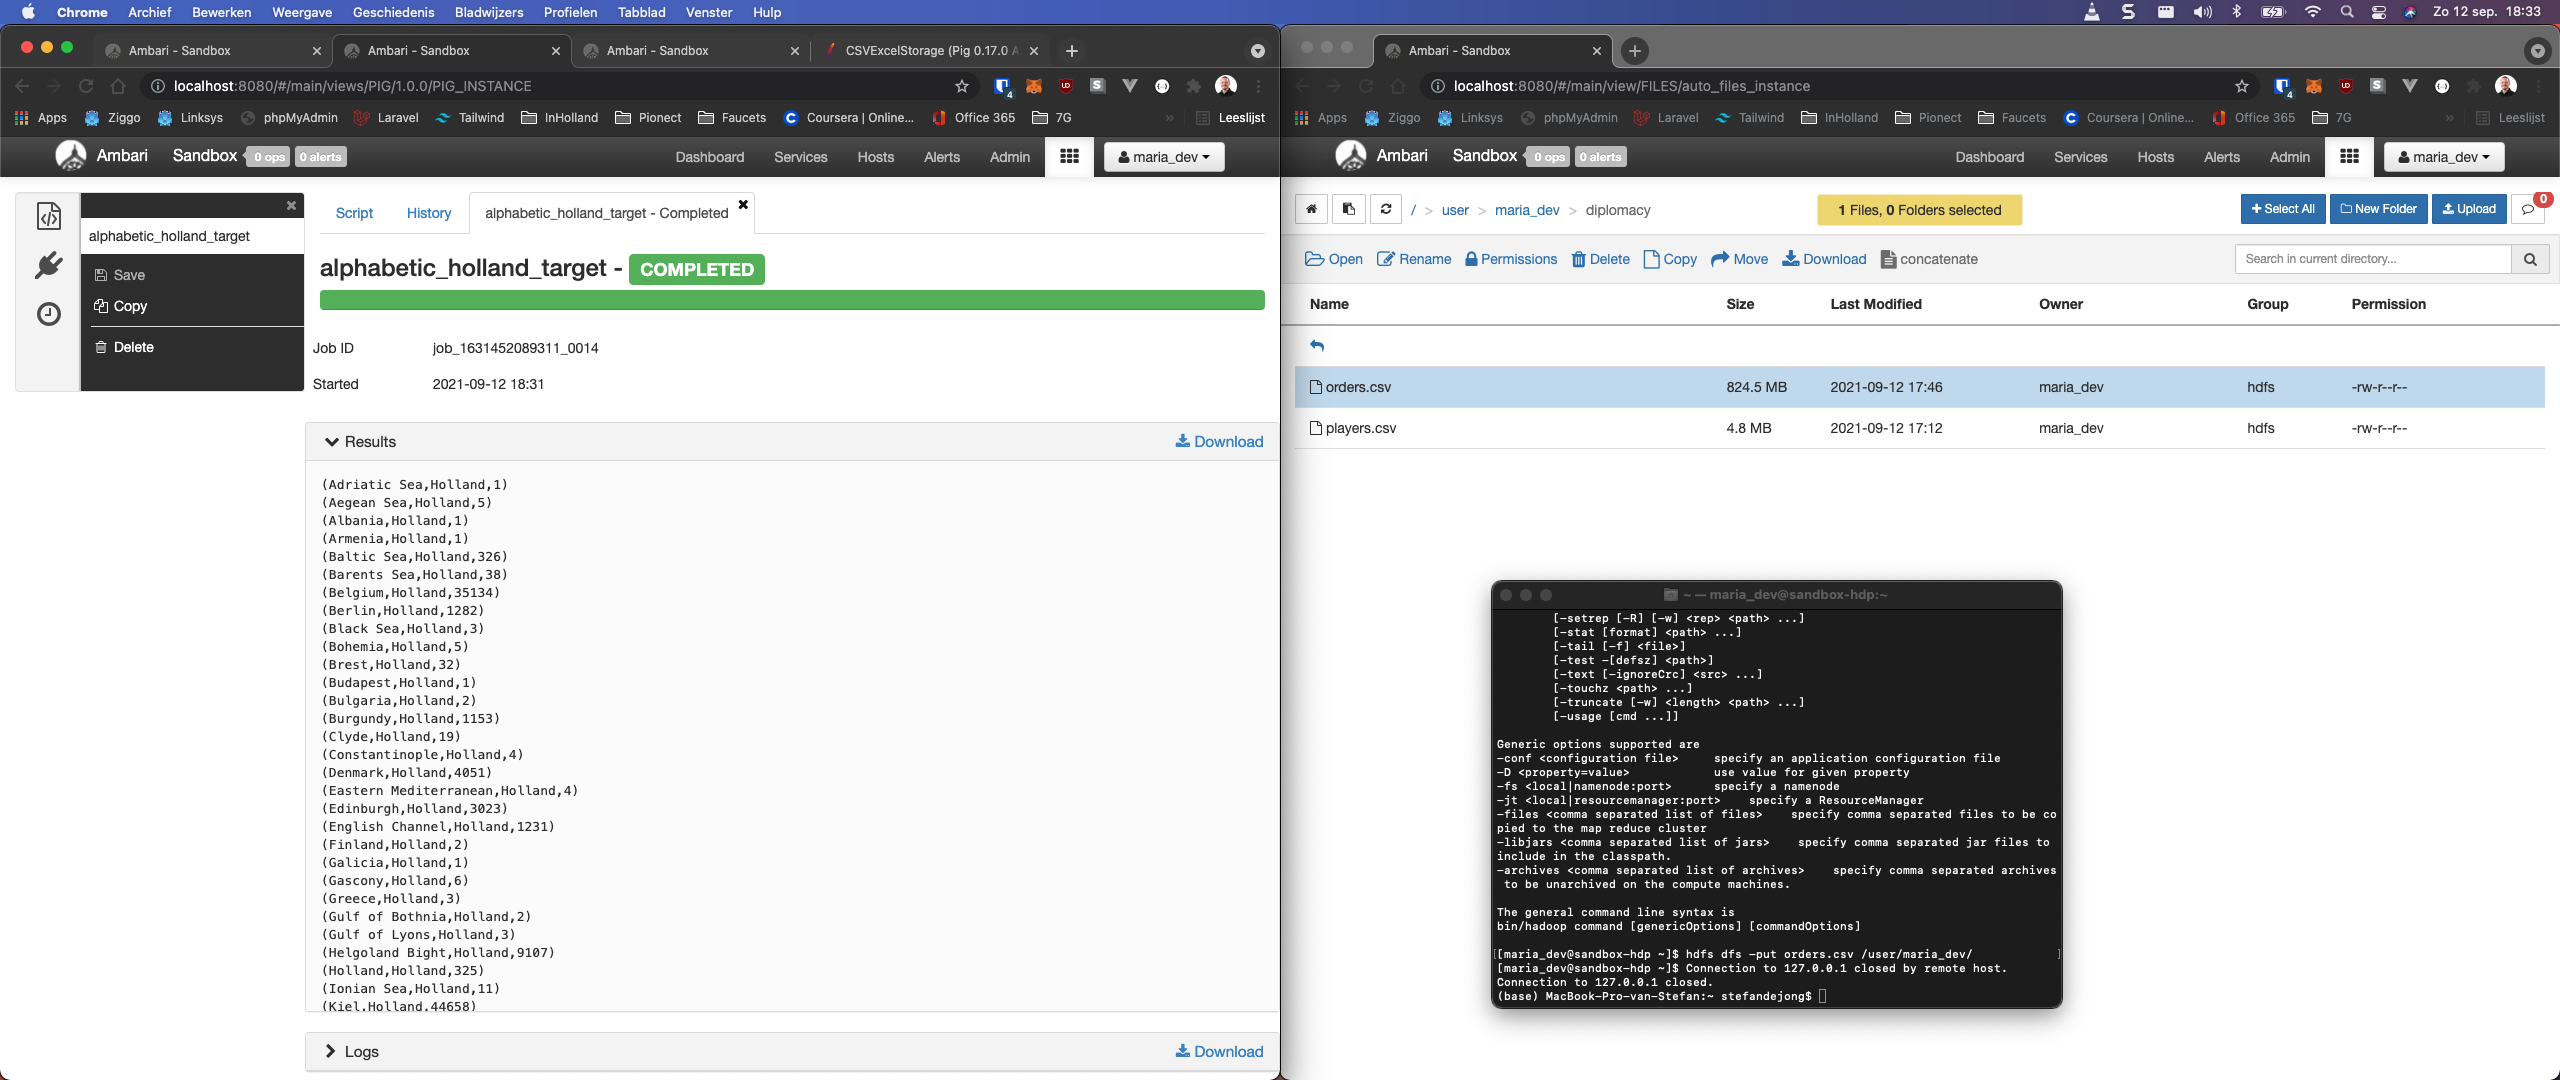 Chrome Archief Bewerken Weergave Geschiedenis Bladwijzers Profielen Tabblad Venster Hulp Zo 12 sep. 18:33
Ambari - Sandbox Ambari - Sandbox Ambari - Sandbox CSVExcelStorage (Pig 0.17.0 A
localhost:8080/#/main/views/PIG/1.0.0/PIG_INSTANCE
Apps Ziggo Linksys phpMyAdmin Laravel Tailwind InHolland Pionect Faucets Coursera | Online... Office 365 7G » Leeslijst
Ambari Sandbox 0 ops 0 alerts Dashboard Services Hosts Alerts Admin maria_dev
alphabetic_holland_target
Save
Copy
Delete
Script History alphabetic_holland_target - Completed
alphabetic_holland_target - COMPLETED
Job ID job_1631452089311_0014
Started 2021-09-12 18:31
Results Download
(Adriatic Sea,Holland,1)
(Aegean Sea,Holland,5)
(Albania,Holland,1)
(Armenia,Holland,1)
(Baltic Sea,Holland,326)
(Barents Sea,Holland,38)
(Belgium,Holland,35134)
(Berlin,Holland,1282)
(Black Sea,Holland,3)
(Bohemia,Holland,5)
(Brest,Holland,32)
(Budapest,Holland,1)
(Bulgaria,Holland,2)
(Burgundy,Holland,1153)
(Clyde,Holland,19)
(Constantinople,Holland,4)
(Denmark,Holland,4051)
(Eastern Mediterranean,Holland,4)
(Edinburgh,Holland,3023)
(English Channel,Holland,1231)
(Finland,Holland,2)
(Galicia,Holland,1)
(Gascony,Holland,6)
(Greece,Holland,3)
(Gulf of Bothnia,Holland,2)
(Gulf of Lyons,Holland,3)
(Helgoland Bight,Holland,9107)
(Holland,Holland,325)
(Ionian Sea,Holland,11)
(Kiel,Holland,44658)
Logs Download
Ambari - Sandbox
localhost:8080/#/main/view/FILES/auto_files_instance
Apps Ziggo Linksys phpMyAdmin Laravel Tailwind InHolland Pionect Faucets Coursera | Online... Office 365 7G » Leeslijst
Ambari Sandbox 0 ops 0 alerts Dashboard Services Hosts Alerts Admin maria_dev
/ > user > maria_dev > diplomacy 1 Files, 0 Folders selected Select All New Folder Upload 0
Open Rename Permissions Delete Copy Move Download concatenate Search in current directory...
Name Size Last Modified Owner Group Permission
orders.csv 824.5 MB 2021-09-12 17:46 maria_dev hdfs -rw-r--r--
players.csv 4.8 MB 2021-09-12 17:12 maria_dev hdfs -rw-r--r--
~ — maria_dev@sandbox-hdp:~
[-setrep [-R] [-w] <rep> <path> ...]
[-stat [format] <path> ...]
[-tail [-f] <file>]
[-test -[defsz] <path>]
[-text [-ignoreCrc] <src> ...]
[-touchz <path> ...]
[-truncate [-w] <length> <path> ...]
[-usage [cmd ...]]
Generic options supported are
-conf <configuration file> specify an application configuration file
-D <property=value> use value for given property
-fs <local|namenode:port> specify a namenode
-jt <local|resourcemanager:port> specify a ResourceManager
-files <comma separated list of files> specify comma separated files to be co
pied to the map reduce cluster
-libjars <comma separated list of jars> specify comma separated jar files to
include in the classpath.
-archives <comma separated list of archives> specify comma separated archives
to be unarchived on the compute machines.
The general command line syntax is
bin/hadoop command [genericOptions] [commandOptions]
[[maria_dev@sandbox-hdp ~]$ hdfs dfs -put orders.csv /user/maria_dev/ ]
[maria_dev@sandbox-hdp ~]$ Connection to 127.0.0.1 closed by remote host.
Connection to 127.0.0.1 closed.
(base) MacBook-Pro-van-Stefan:~ stefandejong$